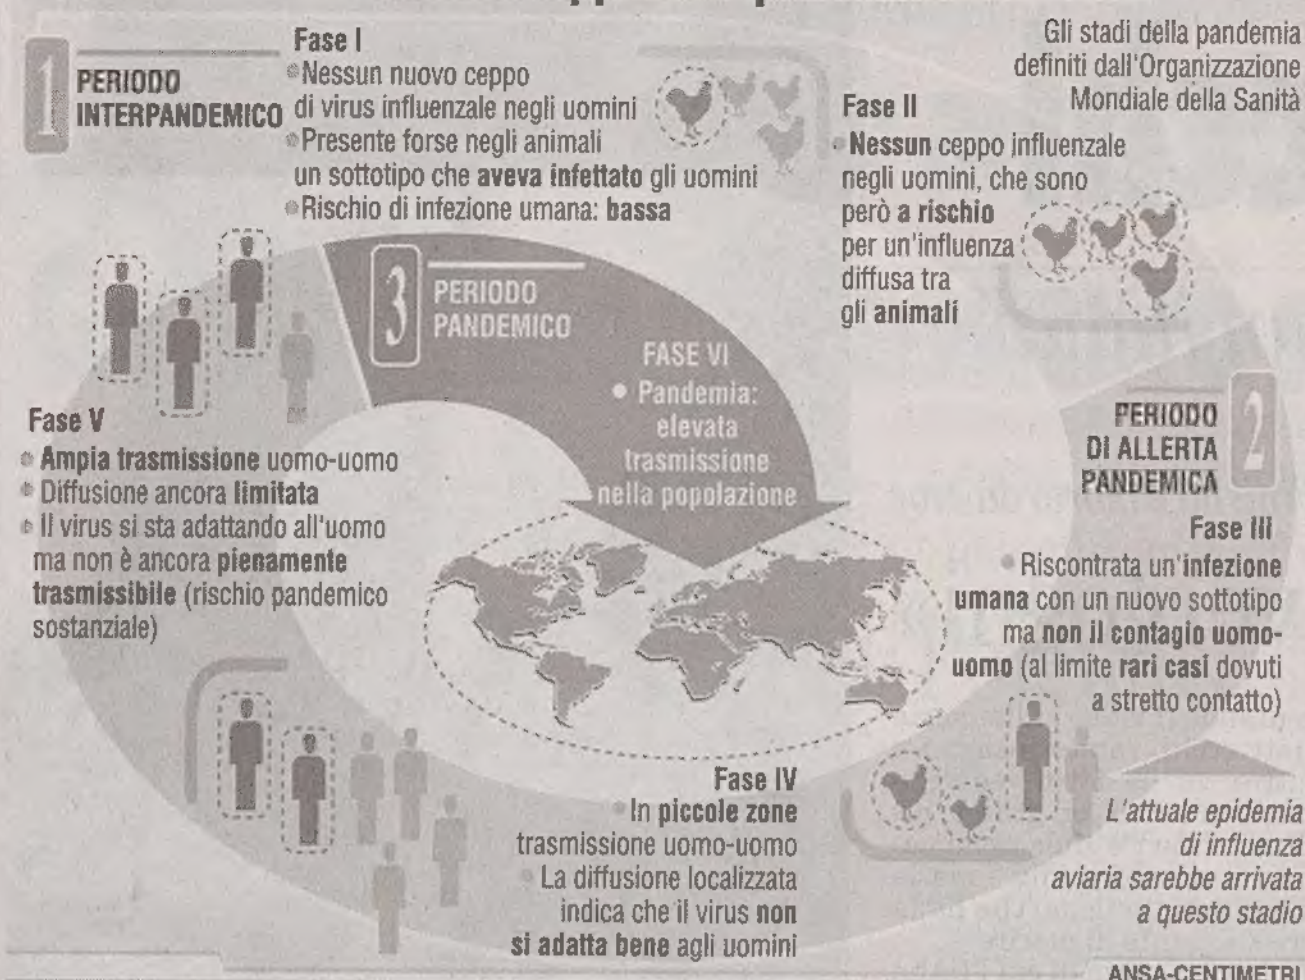 Gli stadi della pandemia
definiti dall'Organizzazione
Mondiale della Sanità
1 PERIODO
INTERPANDEMICO
Fase I
Nessun nuovo ceppo
di virus influenzale negli uomini
Presente forse negli animali
un sottotipo che aveva infettato gli uomini
Rischio di infezione umana: bassa
Fase II
Nessun ceppo influenzale
negli uomini, che sono
però a rischio
per un'influenza
diffusa tra
gli animali
2
PERIODO
DI ALLERTA
PANDEMICA
Fase III
Riscontrata un'infezione
umana con un nuovo sottotipo
ma non il contagio uomo-
uomo (al limite rari casi dovuti
a stretto contatto)
L'attuale epidemia
di influenza
aviaria sarebbe arrivata
a questo stadio
Fase IV
In piccole zone
trasmissione uomo-uomo
La diffusione localizzata
indica che il virus non
si adatta bene agli uomini
Fase V
Ampia trasmissione uomo-uomo
Diffusione ancora limitata
Il virus si sta adattando all'uomo
ma non è ancora pienamente
trasmissibile (rischio pandemico
sostanziale)
3 PERIODO
PANDEMICO
FASE VI
Pandemia:
elevata
trasmissione
nella popolazione
ANSA-CENTIMETRI